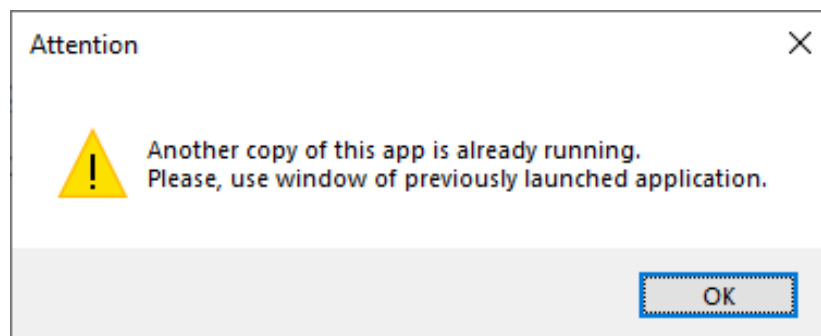 Attention
Another copy of this app is already running.
Please, use window of previously launched application.
OK